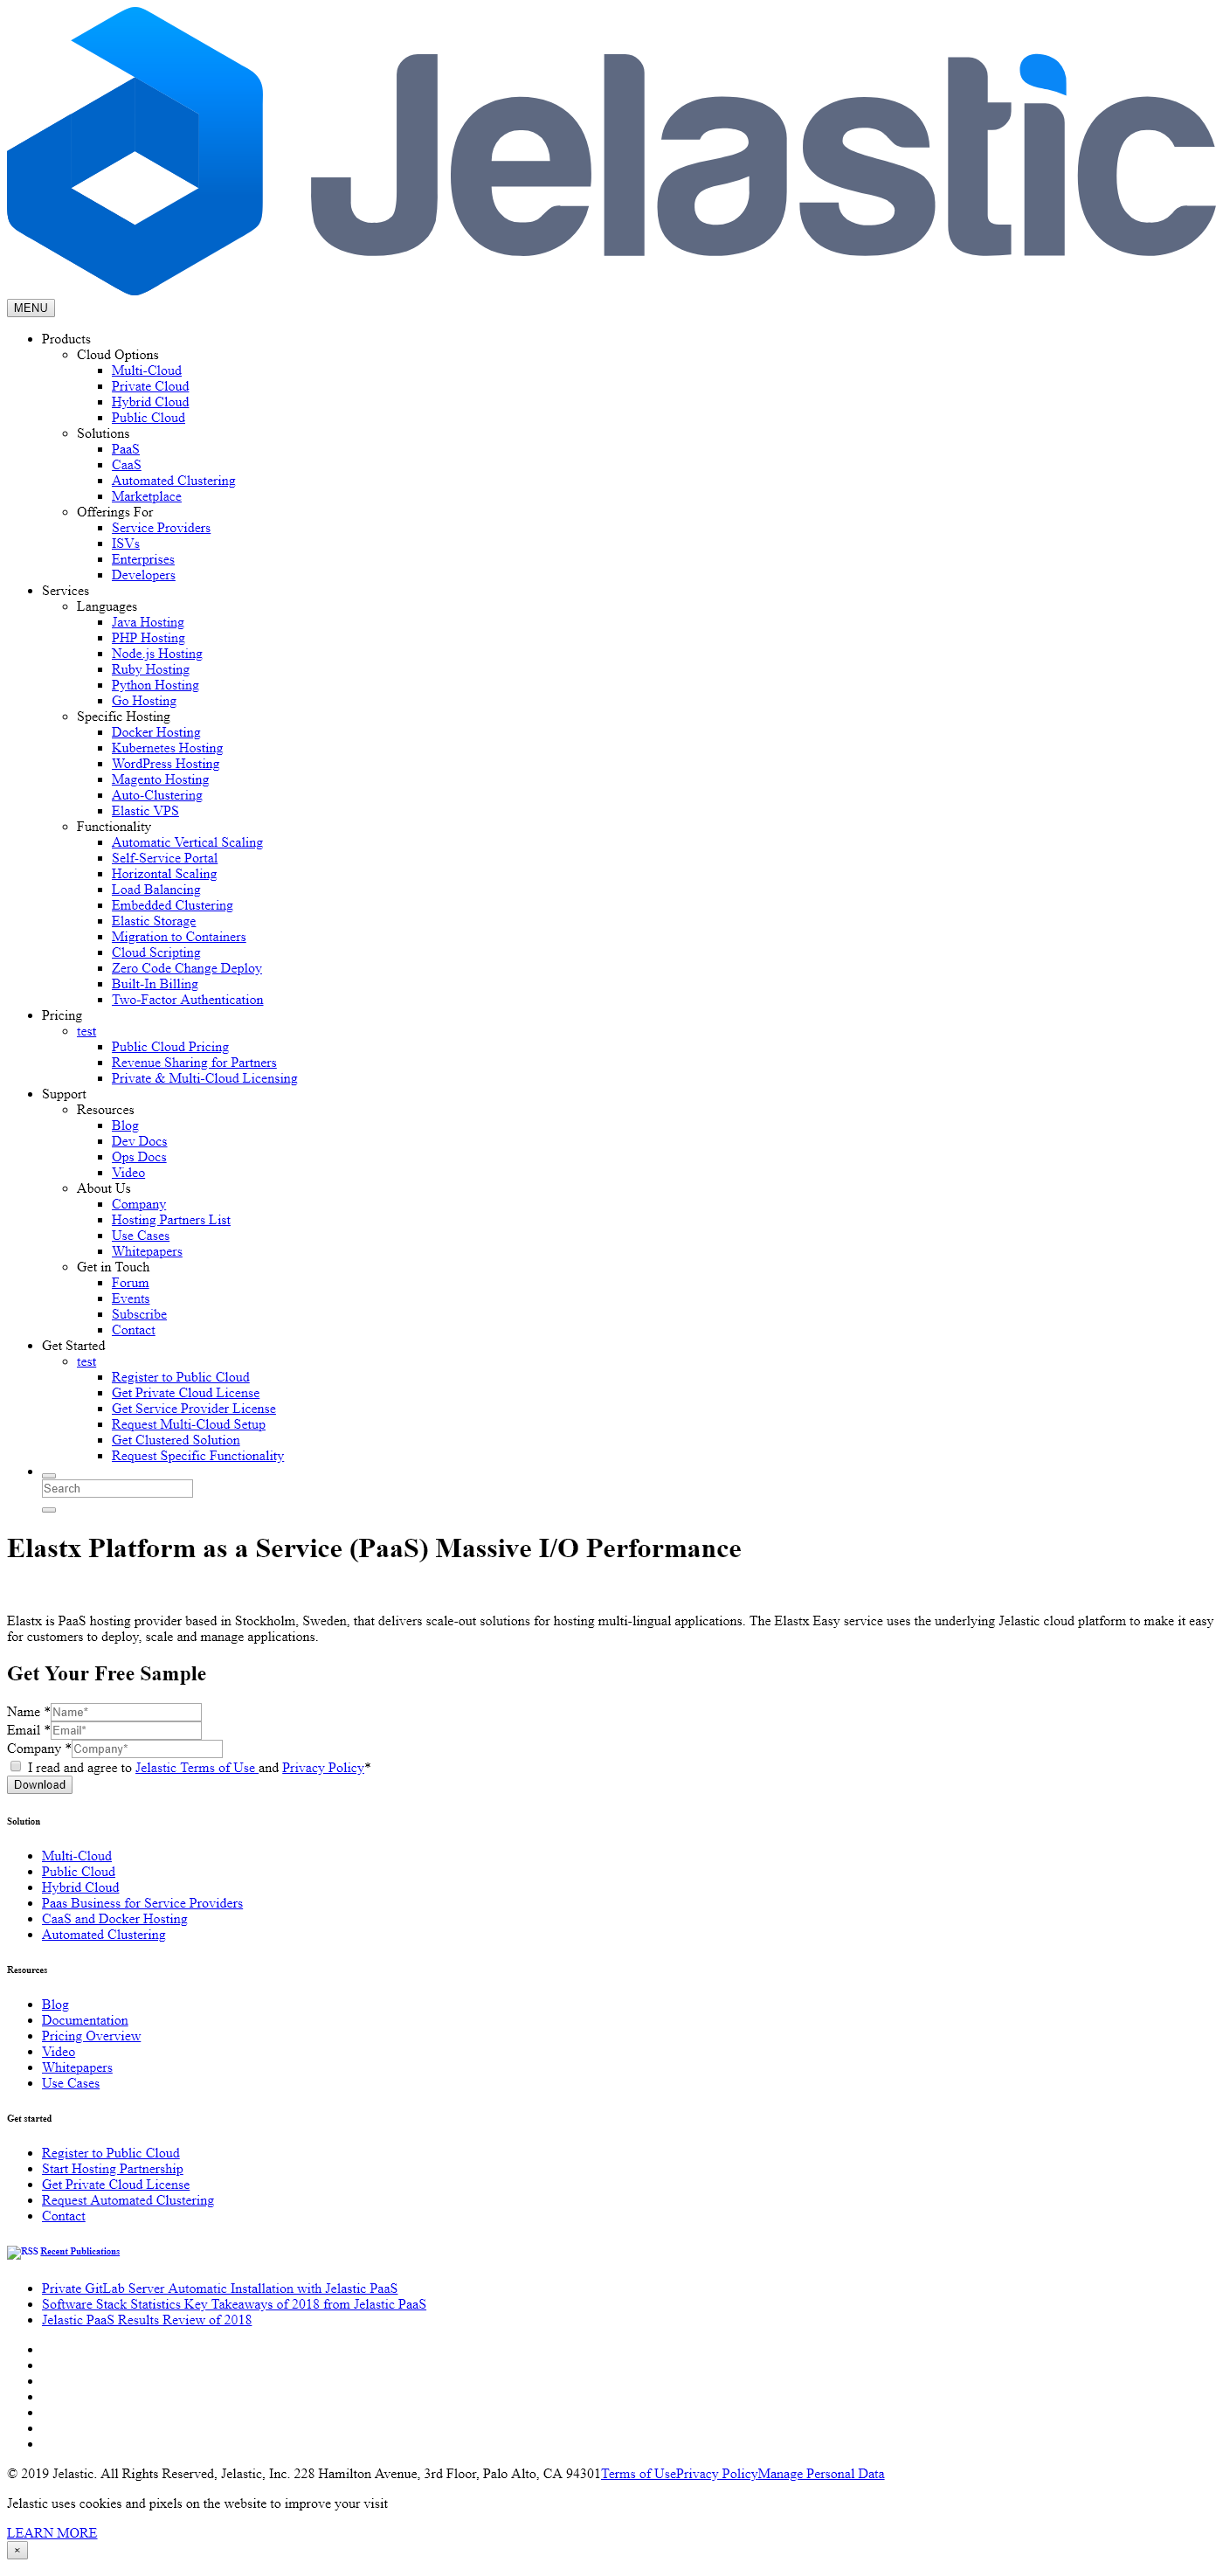 Jelastic
MENU
Products
Cloud Options
Multi-Cloud
Private Cloud
Hybrid Cloud
Public Cloud
Solutions
PaaS
CaaS
Automated Clustering
Marketplace
Offerings For
Service Providers
ISVs
Enterprises
Developers
Services
Languages
Java Hosting
PHP Hosting
Node.js Hosting
Ruby Hosting
Python Hosting
Go Hosting
Specific Hosting
Docker Hosting
Kubernetes Hosting
WordPress Hosting
Magento Hosting
Auto-Clustering
Elastic VPS
Functionality
Automatic Vertical Scaling
Self-Service Portal
Horizontal Scaling
Load Balancing
Embedded Clustering
Elastic Storage
Migration to Containers
Cloud Scripting
Zero Code Change Deploy
Built-In Billing
Two-Factor Authentication
Pricing
test
Public Cloud Pricing
Revenue Sharing for Partners
Private & Multi-Cloud Licensing
Support
Resources
Blog
Dev Docs
Ops Docs
Video
About Us
Company
Hosting Partners List
Use Cases
Whitepapers
Get in Touch
Forum
Events
Subscribe
Contact
Get Started
test
Register to Public Cloud
Get Private Cloud License
Get Service Provider License
Request Multi-Cloud Setup
Get Clustered Solution
Request Specific Functionality
Search
Elastx Platform as a Service (PaaS) Massive I/O Performance
Elastx is PaaS hosting provider based in Stockholm, Sweden, that delivers scale-out solutions for hosting multi-lingual applications. The Elastx Easy service uses the underlying Jelastic cloud platform to make it easy
for customers to deploy, scale and manage applications.
Get Your Free Sample
Name * Name*
Email * Email*
Company * Company*
I read and agree to Jelastic Terms of Use and Privacy Policy*
Download
Solution
Multi-Cloud
Public Cloud
Hybrid Cloud
Paas Business for Service Providers
CaaS and Docker Hosting
Automated Clustering
Resources
Blog
Documentation
Pricing Overview
Video
Whitepapers
Use Cases
Get started
Register to Public Cloud
Start Hosting Partnership
Get Private Cloud License
Request Automated Clustering
Contact
RSS Recent Publications
Private GitLab Server Automatic Installation with Jelastic PaaS
Software Stack Statistics Key Takeaways of 2018 from Jelastic PaaS
Jelastic PaaS Results Review of 2018
© 2019 Jelastic. All Rights Reserved, Jelastic, Inc. 228 Hamilton Avenue, 3rd Floor, Palo Alto, CA 94301Terms of UsePrivacy PolicyManage Personal Data
Jelastic uses cookies and pixels on the website to improve your visit
LEARN MORE
×